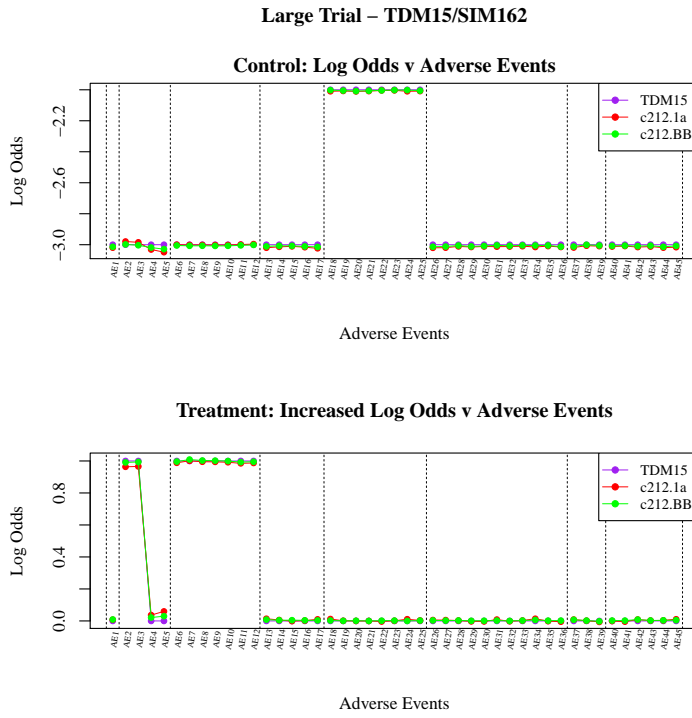 Large Trial – TDM15/SIM162
Control: Log Odds v Adverse Events
TDM15
c212.1a
c212.BB
Log Odds
−2.2
−2.6
−3.0
AE1 AE2 AE3 AE4 AE5 AE6 AE7 AE8 AE9 AE10 AE11 AE12 AE13 AE14 AE15 AE16 AE17 AE18 AE19 AE20 AE21 AE22 AE23 AE24 AE25 AE26 AE27 AE28 AE29 AE30 AE31 AE32 AE33 AE34 AE35 AE36 AE37 AE38 AE39 AE40 AE41 AE42 AE43 AE44 AE45
Adverse Events
Treatment: Increased Log Odds v Adverse Events
TDM15
c212.1a
c212.BB
Log Odds
0.8
0.4
0.0
AE1 AE2 AE3 AE4 AE5 AE6 AE7 AE8 AE9 AE10 AE11 AE12 AE13 AE14 AE15 AE16 AE17 AE18 AE19 AE20 AE21 AE22 AE23 AE24 AE25 AE26 AE27 AE28 AE29 AE30 AE31 AE32 AE33 AE34 AE35 AE36 AE37 AE38 AE39 AE40 AE41 AE42 AE43 AE44 AE45
Adverse Events